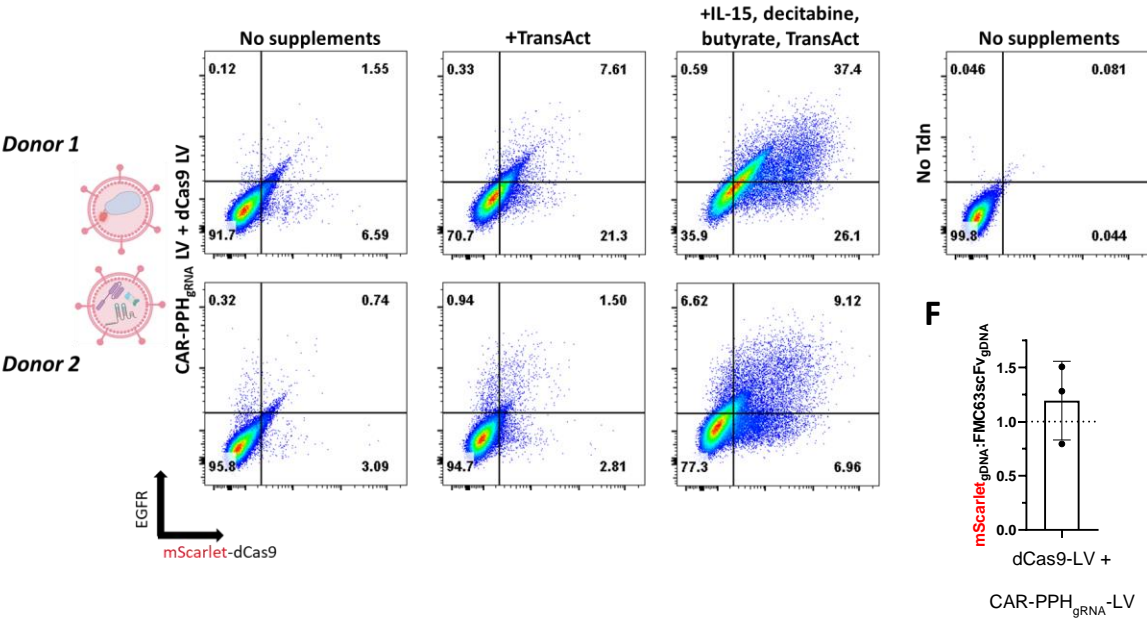 No supplements
+TransAct
+IL-15, decitabine,
butyrate, TransAct
No supplements
Donor 1
CAR-PPHgRNA LV + dCas9 LV
0.12 1.55
91.7 6.59
0.33 7.61
70.7 21.3
0.59 37.4
35.9 26.1
No Tdn
0.046 0.081
99.8 0.044
Donor 2
0.32 0.74
95.8 3.09
0.94 1.50
94.7 2.81
6.62 9.12
77.3 6.96
EGFR
mScarlet-dCas9
F
mScarletgDNA:FMC63scFvgDNA
1.5
1.0
0.5
0.0
dCas9-LV +
CAR-PPHgRNA-LV